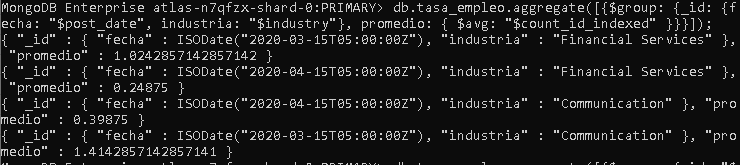 MongoDB Enterprise atlas-n7qfzx-shard-0:PRIMARY> db.tasa_empleo.aggregate([{$group: {_id: {f
echa: "$post_date", industria: "$industry"}, promedio: { $avg: "$count_id_indexed" }}}]);
{ "_id" : { "fecha" : ISODate("2020-03-15T05:00:00Z"), "industria" : "Financial Services" },
 "promedio" : 1.0242857142857142 }
{ "_id" : { "fecha" : ISODate("2020-04-15T05:00:00Z"), "industria" : "Financial Services" },
 "promedio" : 0.24875 }
{ "_id" : { "fecha" : ISODate("2020-04-15T05:00:00Z"), "industria" : "Communication" }, "pro
medio" : 0.39875 }
{ "_id" : { "fecha" : ISODate("2020-03-15T05:00:00Z"), "industria" : "Communication" }, "pro
medio" : 1.4142857142857141 }